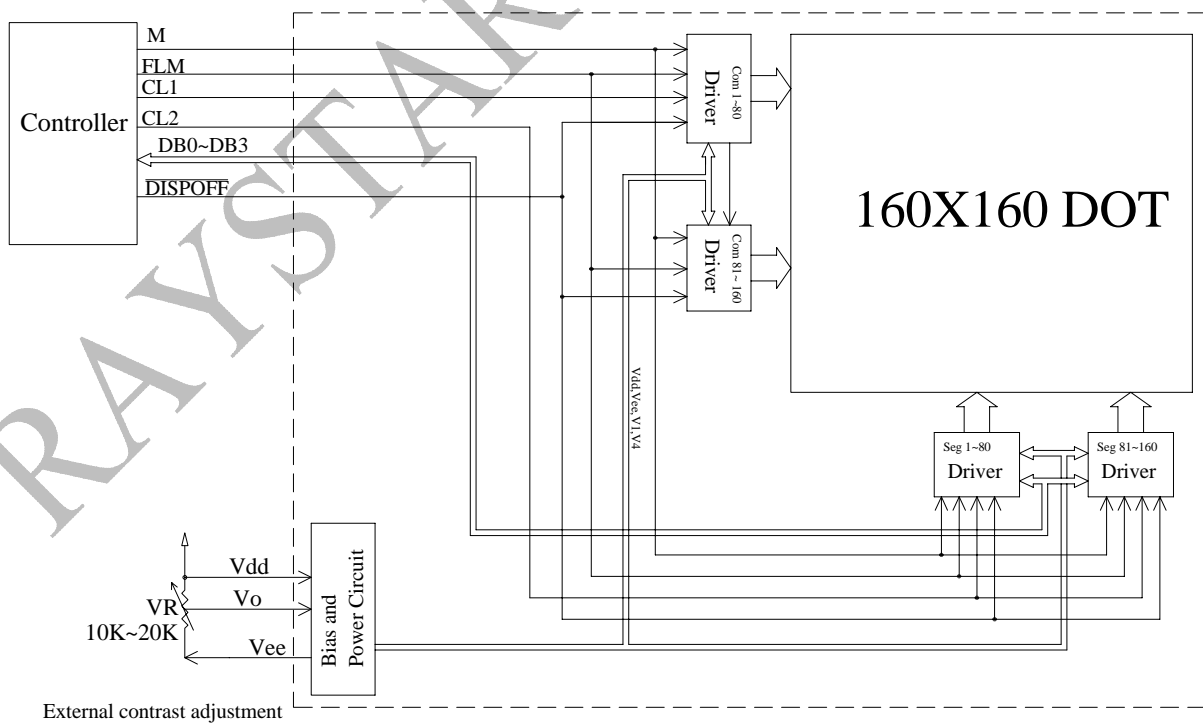 M
FLM
CL1
CL2
DB0~DB3
DISPOFF
Controller
Com 1~80
Driver
Com 81~160
Driver
160X160 DOT
Vdd,Vee,V1,V4
Seg 1~80
Driver
Seg 81~160
Driver
Vdd
Vo
VR
10K~20K
Vee
Bias and
Power Circuit
External contrast adjustment
RAYSTAR